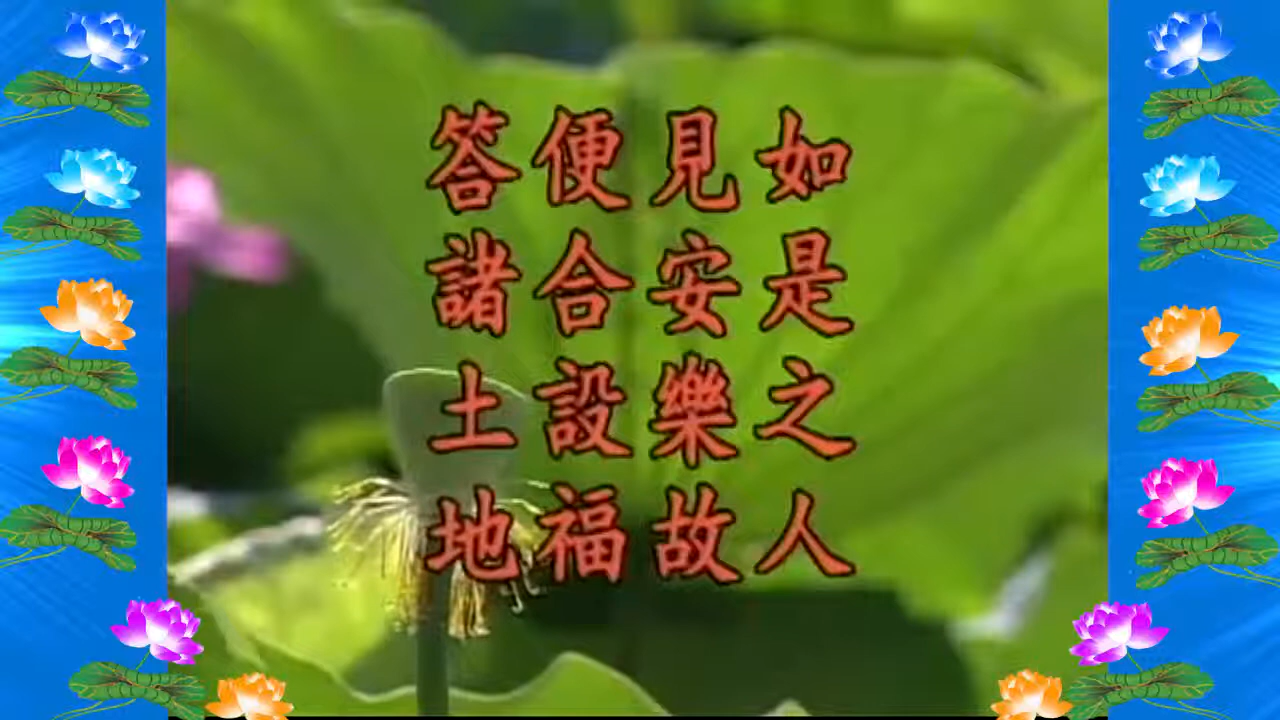 如是之人
見安樂故
便合設福
答諸土地